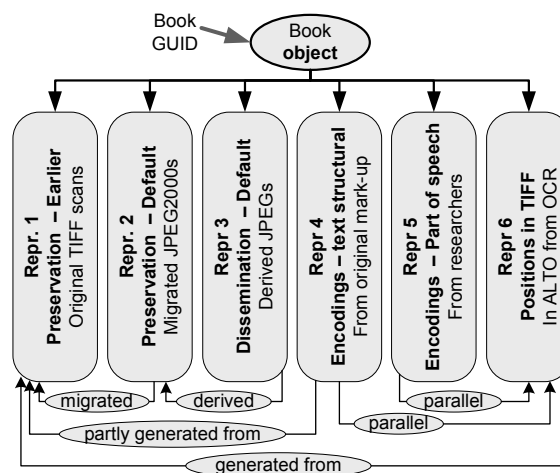 Book
GUID
Book
object
Repr. 1
Preservation – Earlier
Original TIFF scans
Repr. 2
Preservation – Default
Migrated JPEG2000s
Repr 3
Dissemination – Default
Derived JPEGs
Repr 4
Encodings – text structural
From original mark-up
Repr 5
Encodings – Part of speech
From researchers
Repr 6
Positions in TIFF
In ALTO from OCR
migrated
derived
parallel
partly generated from
parallel
generated from